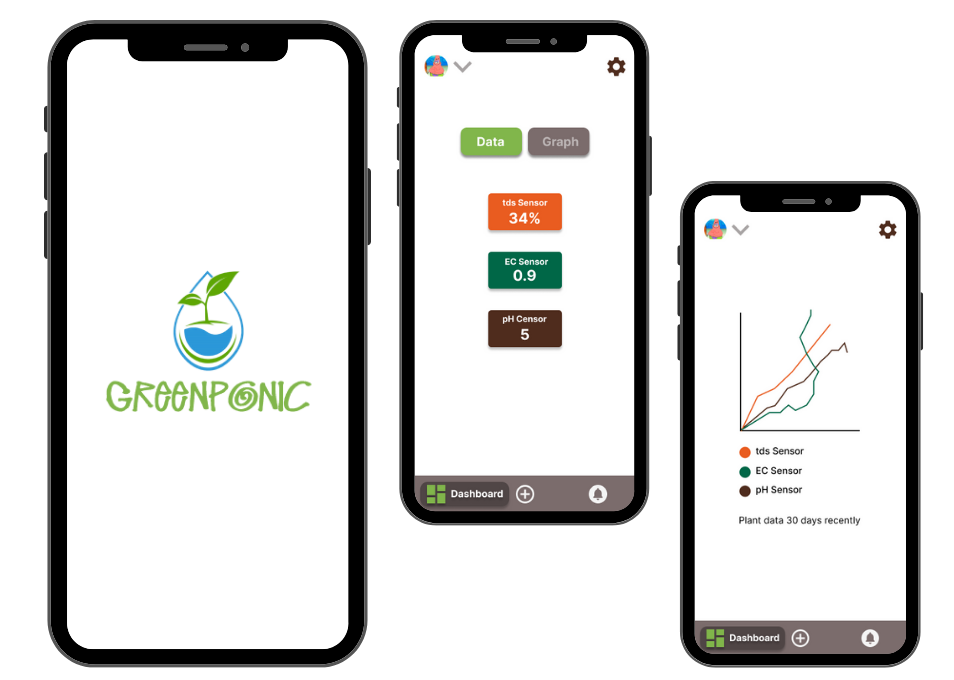 GREENPONIC
Data
Graph
tds Sensor
34%
EC Sensor
0.9
pH Censor
5
Dashboard
tds Sensor
EC Sensor
pH Sensor
Plant data 30 days recently
Dashboard